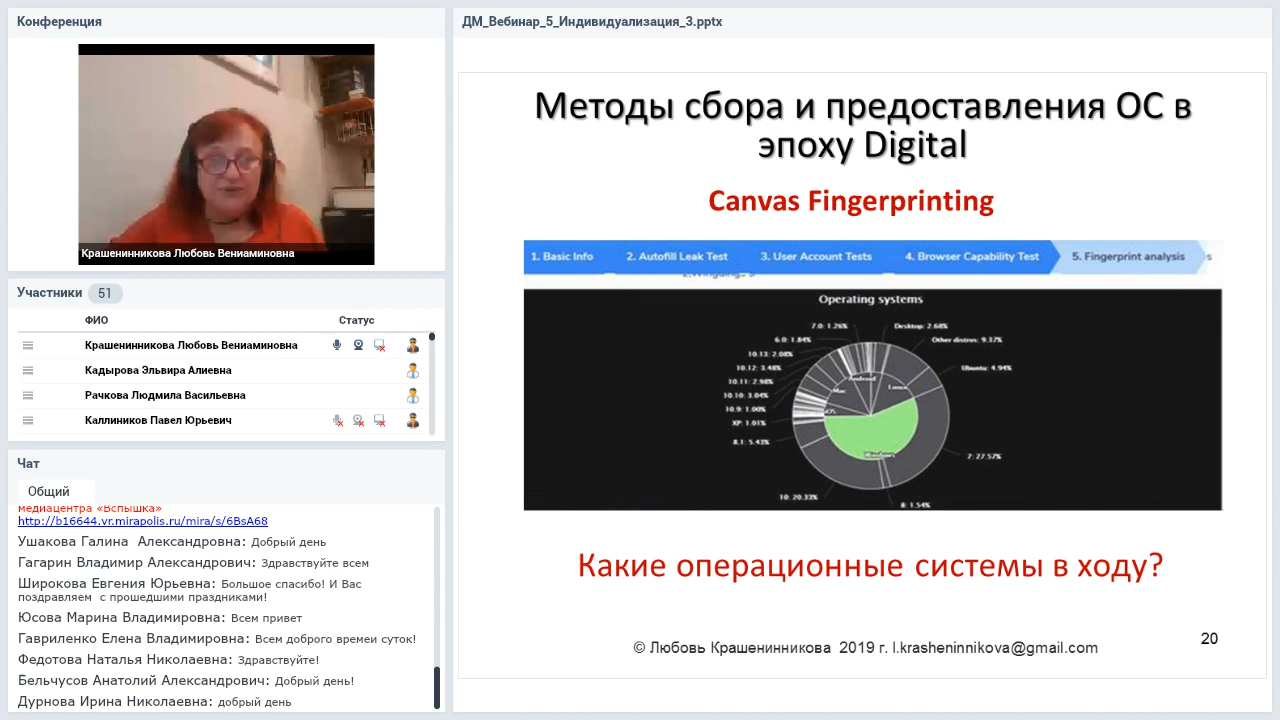 Конференция
Крашенинникова Любовь Вениаминовна
Участники 51
ФИО Статус
Крашенинникова Любовь Вениаминовна
Кадырова Эльвира Алиевна
Рачкова Людмила Васильевна
Каллиников Павел Юрьевич
Чат
Общий
медиацентра «Вспышка»
http://b16644.vr.mirapolis.ru/mira/s/6BsA68
Ушакова Галина Александровна: Добрый день
Гагарин Владимир Александрович: Здравствуйте всем
Широкова Евгения Юрьевна: Большое спасибо! И Вас
поздравляем с прошедшими праздниками!
Юсова Марина Владимировна: Всем привет
Гавриленко Елена Владимировна: Всем доброго времеи суток!
Федотова Наталья Николаевна: Здравствуйте!
Бельчусов Анатолий Александрович: Добрый день!
Дурнова Ирина Николаевна: добрый день
ДМ_Вебинар_5_Индивидуализация_3.pptx
Методы сбора и предоставления ОС в
эпоху Digital
Canvas Fingerprinting
1. Basic Info 2. Autofill Leak Test 3. User Account Tests 4. Browser Capability Test 5. Fingerprint analysis
Operating systems
7.0: 1.26% Desktop: 2.68%
6.0: 1.84% Other distros: 9.37%
10.13: 2.08%
10.12: 3.48% Ubuntu: 4.94%
10.11: 2.98%
Android
Mac Linux
10.10: 3.04%
10.9: 1.00% iOS
XP: 1.01%
8.1: 5.43%
Windows 7: 27.57%
10: 20.33%
8: 1.54%
Какие операционные системы в ходу?
20
© Любовь Крашенинникова 2019 г. l.krasheninnikova@gmail.com